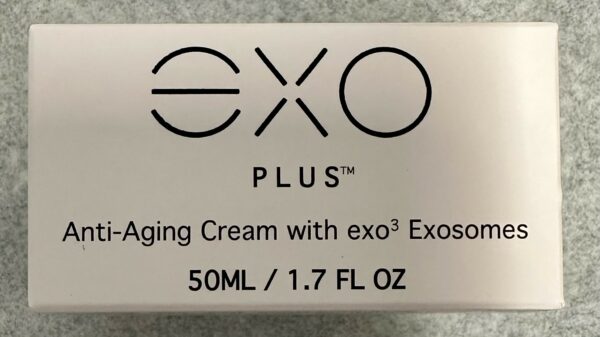 exo
PLUS™
Anti-Aging Cream with exo³ Exosomes
50ML / 1.7 FL OZ